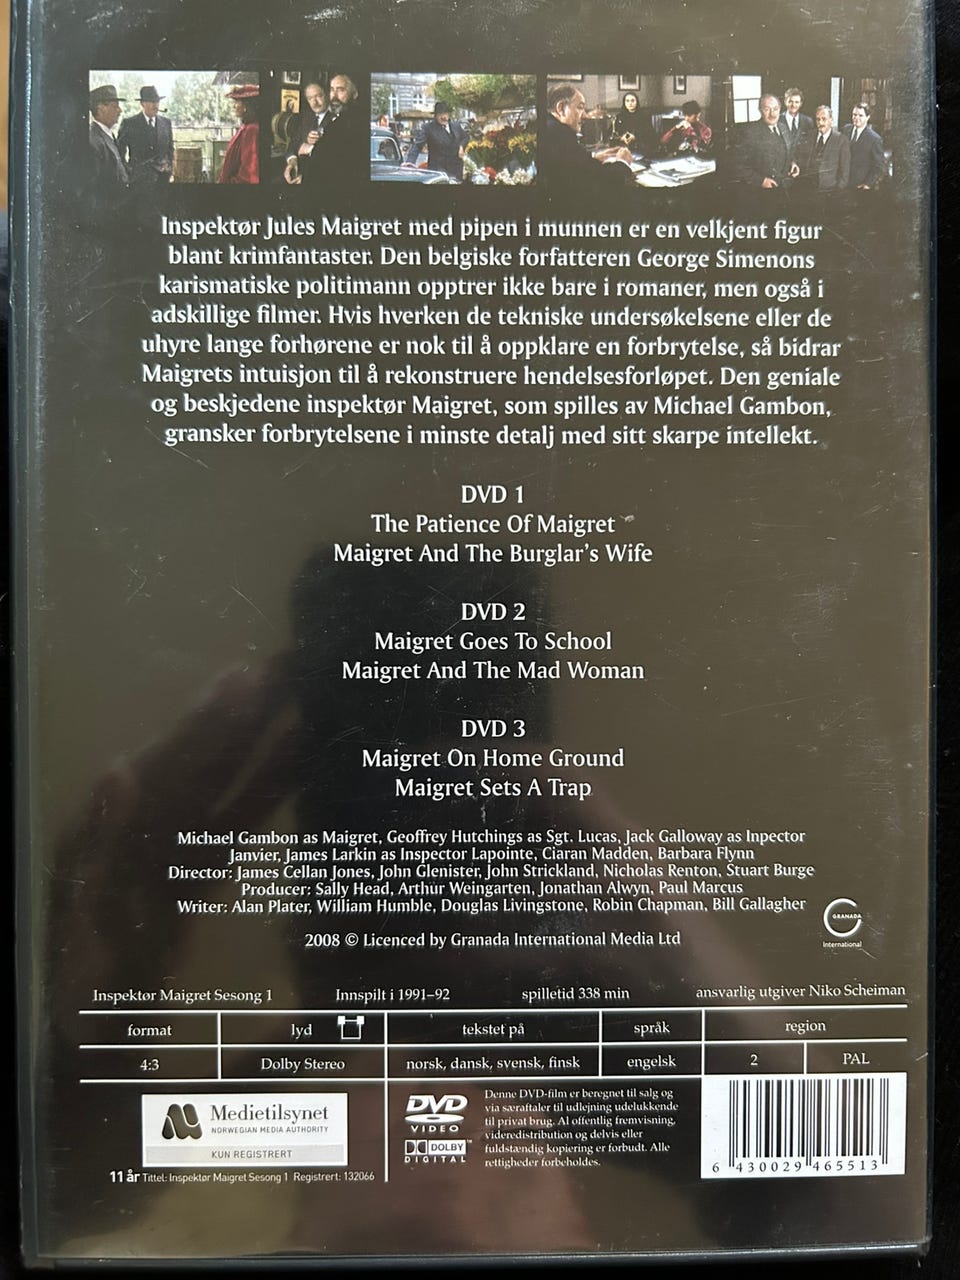 Inspektør Jules Maigret med pipen i munnen er en velkjent figur
blant krimfantaster. Den belgiske forfatteren George Simenons
karismatiske politimann opptrer ikke bare i romaner, men også i
adskillige filmer. Hvis hverken de tekniske undersøkelsene eller de
uhyre lange forhørene er nok til å oppklare en forbrytelse, så bidrar
Maigrets intuisjon til å rekonstruere hendelsesforløpet. Den geniale
og beskjedene inspektør Maigret, som spilles av Michael Gambon,
gransker forbrytelsene i minste detalj med sitt skarpe intellekt.
DVD 1
The Patience Of Maigret
Maigret And The Burglar's Wife
DVD 2
Maigret Goes To School
Maigret And The Mad Woman
DVD 3
Maigret On Home Ground
Maigret Sets A Trap
Michael Gambon as Maigret, Geoffrey Hutchings as Sgt. Lucas, Jack Galloway as Inpector
Janvier, James Larkin as Inspector Lapointe, Ciaran Madden, Barbara Flynn
Director: James Cellan Jones, John Glenister, John Strickland, Nicholas Renton, Stuart Burge
Producer: Sally Head, Arthur Weingarten, Jonathan Alwyn, Paul Marcus
Writer: Alan Plater, William Humble, Douglas Livingstone, Robin Chapman, Bill Gallagher
GRANADA
International
2008 © Licenced by Granada International Media Ltd
Inspektør Maigret Sesong 1 Innspilt i 1991–92 spilletid 338 min ansvarlig utgiver Niko Scheiman
format lyd tekstet på språk region
4:3 Dolby Stereo norsk, dansk, svensk, finsk engelsk 2 PAL
Medietilsynet
NORWEGIAN MEDIA AUTHORITY
KUN REGISTRERT
11 år Tittel: Inspektør Maigret Sesong 1 Registrert: 132066
DVD
VIDEO
DOLBY
DIGITAL
Denne DVD-film er beregnet til salg og
via særaftaler til udlejning udelukkende
til privat brug. Al offentlig fremvisning,
videredistribution og delvis eller
fuldstændig kopiering er forbudt. Alle
rettigheder forbeholdes.
6 430029 465513